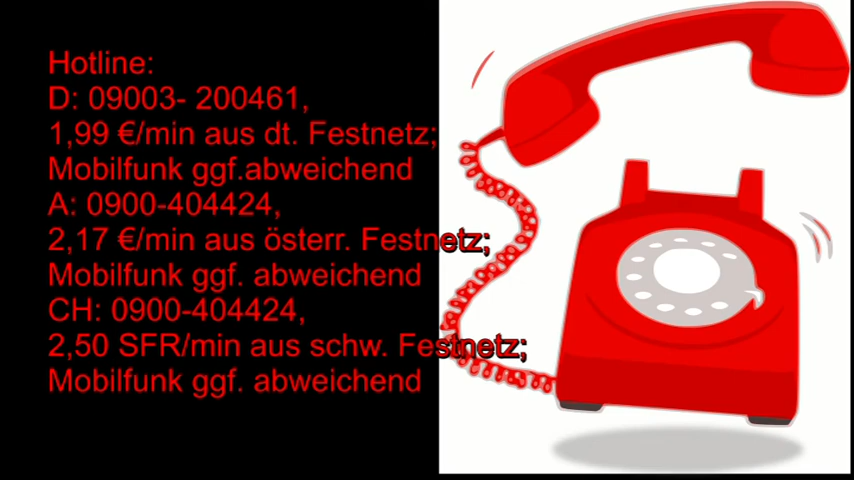 Hotline:
D: 09003- 200461,
1,99 €/min aus dt. Festnetz;
Mobilfunk ggf.abweichend
A: 0900-404424,
2,17 €/min aus österr. Festnetz;
Mobilfunk ggf. abweichend
CH: 0900-404424,
2,50 SFR/min aus schw. Festnetz;
Mobilfunk ggf. abweichend